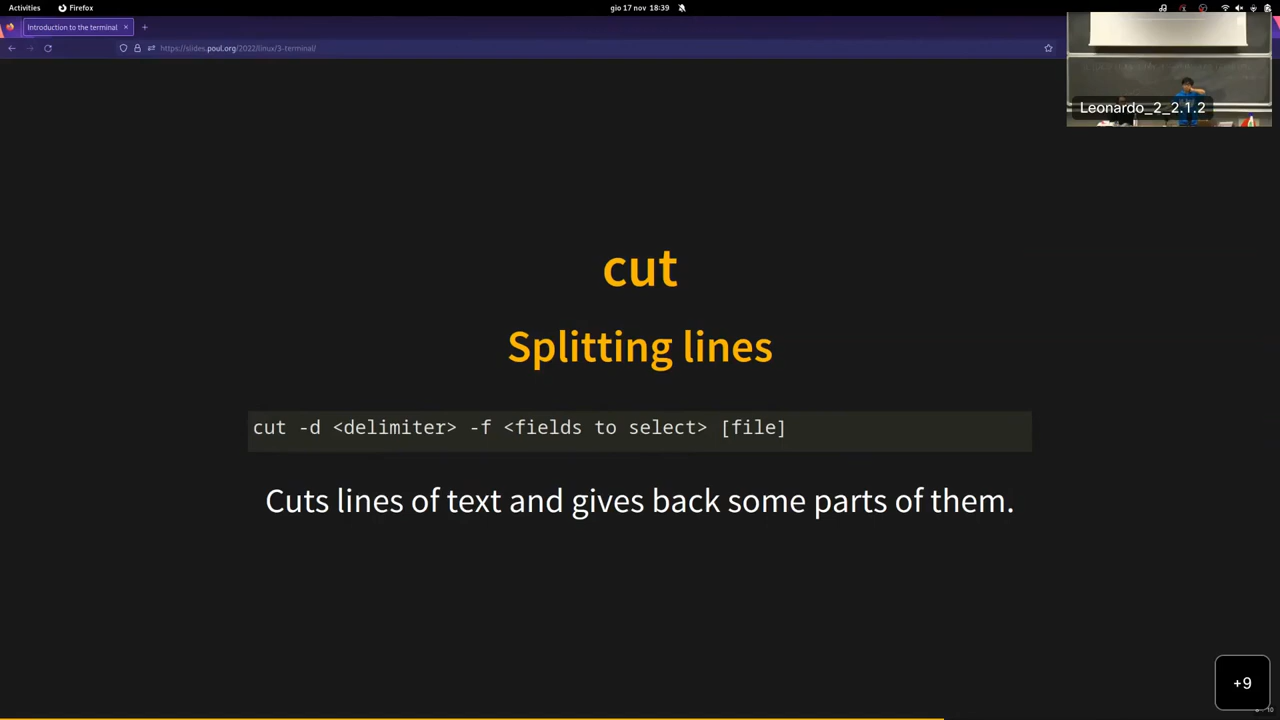 Activities
Firefox
gio 17 nov 18:39
Introduction to the terminal
https://slides.poul.org/2022/linux/3-terminal/
Leonardo_2_2.1.2
cut
Splitting lines
cut -d <delimiter> -f <fields to select> [file]
Cuts lines of text and gives back some parts of them.
+9